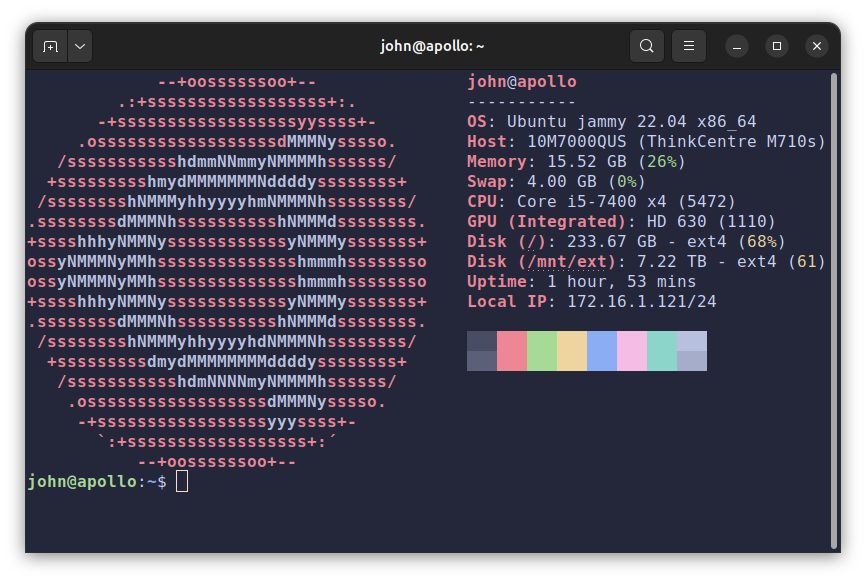 john@apollo: ~
--+oossssssoo+--
.:+ssssssssssssssssss+:.
-+ssssssssssssssssssyyssss+-
.ossssssssssssssssssdMMMNysssso.
/ssssssssssshdmmNNmmyNMMMMhssssss/
+ssssssssshmydMMMMMMMNddddyssssssss+
/sssssssshNMMMyhhyyyyhmNMMMNhssssssss/
.ssssssssdMMMNhsssssssssshNMMMdssssssss.
+sssshhhyNMMNyssssssssssssyNMMMysssssss+
ossyNMMMNyMMhsssssssssssssshmmmhssssssso
ossyNMMMNyMMhsssssssssssssshmmmhssssssso
+sssshhhyNMMNyssssssssssssyNMMMysssssss+
.ssssssssdMMMNhsssssssssshNMMMdssssssss.
/sssssssshNMMMyhhyyyyhdNMMMNhssssssss/
+sssssssssdmydMMMMMMMMddddyssssssss+
/ssssssssssshdmNNNNmyNMMMMhssssss/
.ossssssssssssssssssdMMMNysssso.
-+sssssssssssssssssyyyssss+-
`:+ssssssssssssssssss+:´
--+oossssssoo+--
john@apollo
-----------
OS: Ubuntu jammy 22.04 x86_64
Host: 10M7000QUS (ThinkCentre M710s)
Memory: 15.52 GB (26%)
Swap: 4.00 GB (0%)
CPU: Core i5-7400 x4 (5472)
GPU (Integrated): HD 630 (1110)
Disk (/): 233.67 GB - ext4 (68%)
Disk (/mnt/ext): 7.22 TB - ext4 (61)
Uptime: 1 hour, 53 mins
Local IP: 172.16.1.121/24
john@apollo:~$